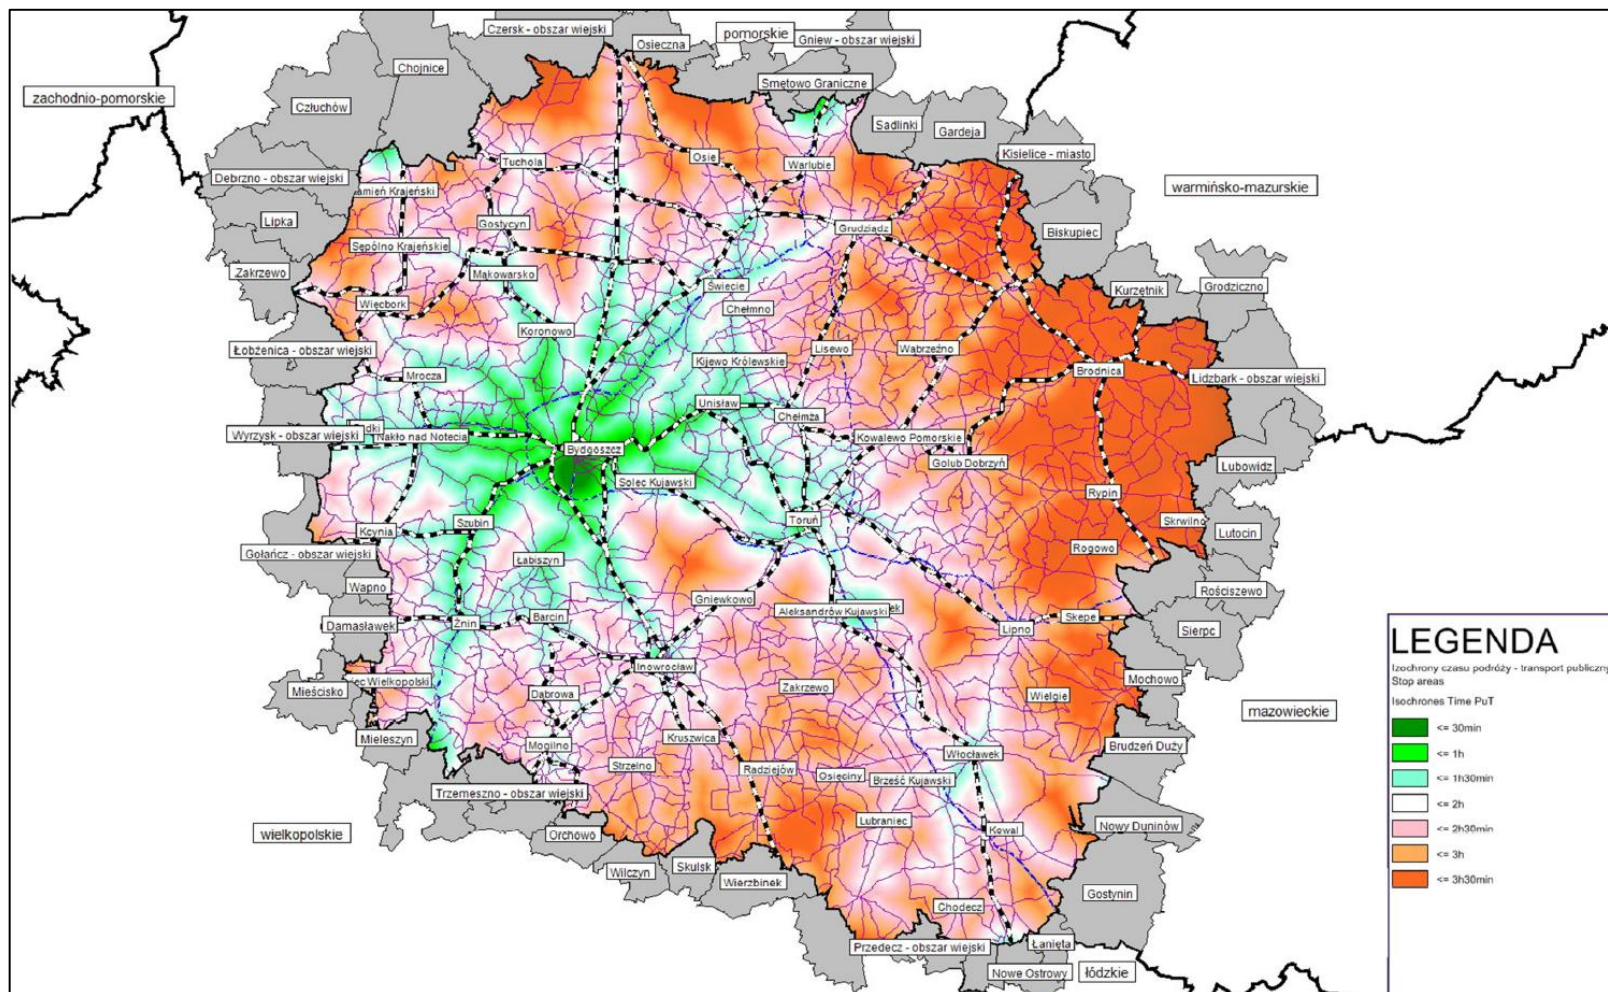 Czersk - obszar wiejski
pomorskie
Osieczna
Gniew - obszar wiejski
Chojnice
Smętowo Graniczne
zachodnio-pomorskie
Człuchów
Sadlinki
Gardeja
Kisielice - miasto
Osie
Warlubie
Tuchola
Debrzno - obszar wiejski
amień Krajeński
warmińsko-mazurskie
Lipka
Gostycyn
Grudziądz
Biskupiec
Sępólno Krajeńskie
Zakrzewo
Mąkowarsko
Świecie
Kurzętnik
Grodziczno
Więcbork
Chełmno
Koronowo
Łobżenica - obszar wiejski
Lisewo
Wąbrzeźno
Kijewo Królewskie
Brodnica
Mrocza
Lidzbark - obszar wiejski
Unisław
Chełmża
Wyrzysk - obszar wiejski
dki
Nakło nad Notecią
Kowalewo Pomorskie
Bydgoszcz
Golub Dobrzyń
Lubowidz
Solec Kujawski
Rypin
Toruń
Skrwilno
Szubin
Kcynia
Lutocin
Gołańcz - obszar wiejski
Rogowo
Łabiszyn
Wapno
Rościszewo
Gniewkowo
Aleksandrów Kujawski
ek
Barcin
Skępe
Damasławek
Żnin
Lipno
Sierpc
LEGENDA
Izochrony czasu podróży - transport publiczny
Stop areas
Isochrones Time PuT
<= 30min
<= 1h
<= 1h30min
<= 2h
<= 2h30min
<= 3h
<= 3h30min
Inowrocław
iec Wielkopolski
Mochowo
Mieścisko
Dąbrowa
Zakrzewo
Wielgie
mazowieckie
Mieleszyn
Mogilno
Kruszwica
Brudzeń Duży
Włocławek
Strzelno
Radziejów
Osięciny
Brześć Kujawski
Trzemeszno - obszar wiejski
Lubraniec
Kowal
Nowy Duninów
wielkopolskie
Orchowo
Skulsk
Wilczyn
Wierzbinek
Gostynin
Chodecz
Przedecz - obszar wiejski
Łanięta
Nowe Ostrowy
łódzkie